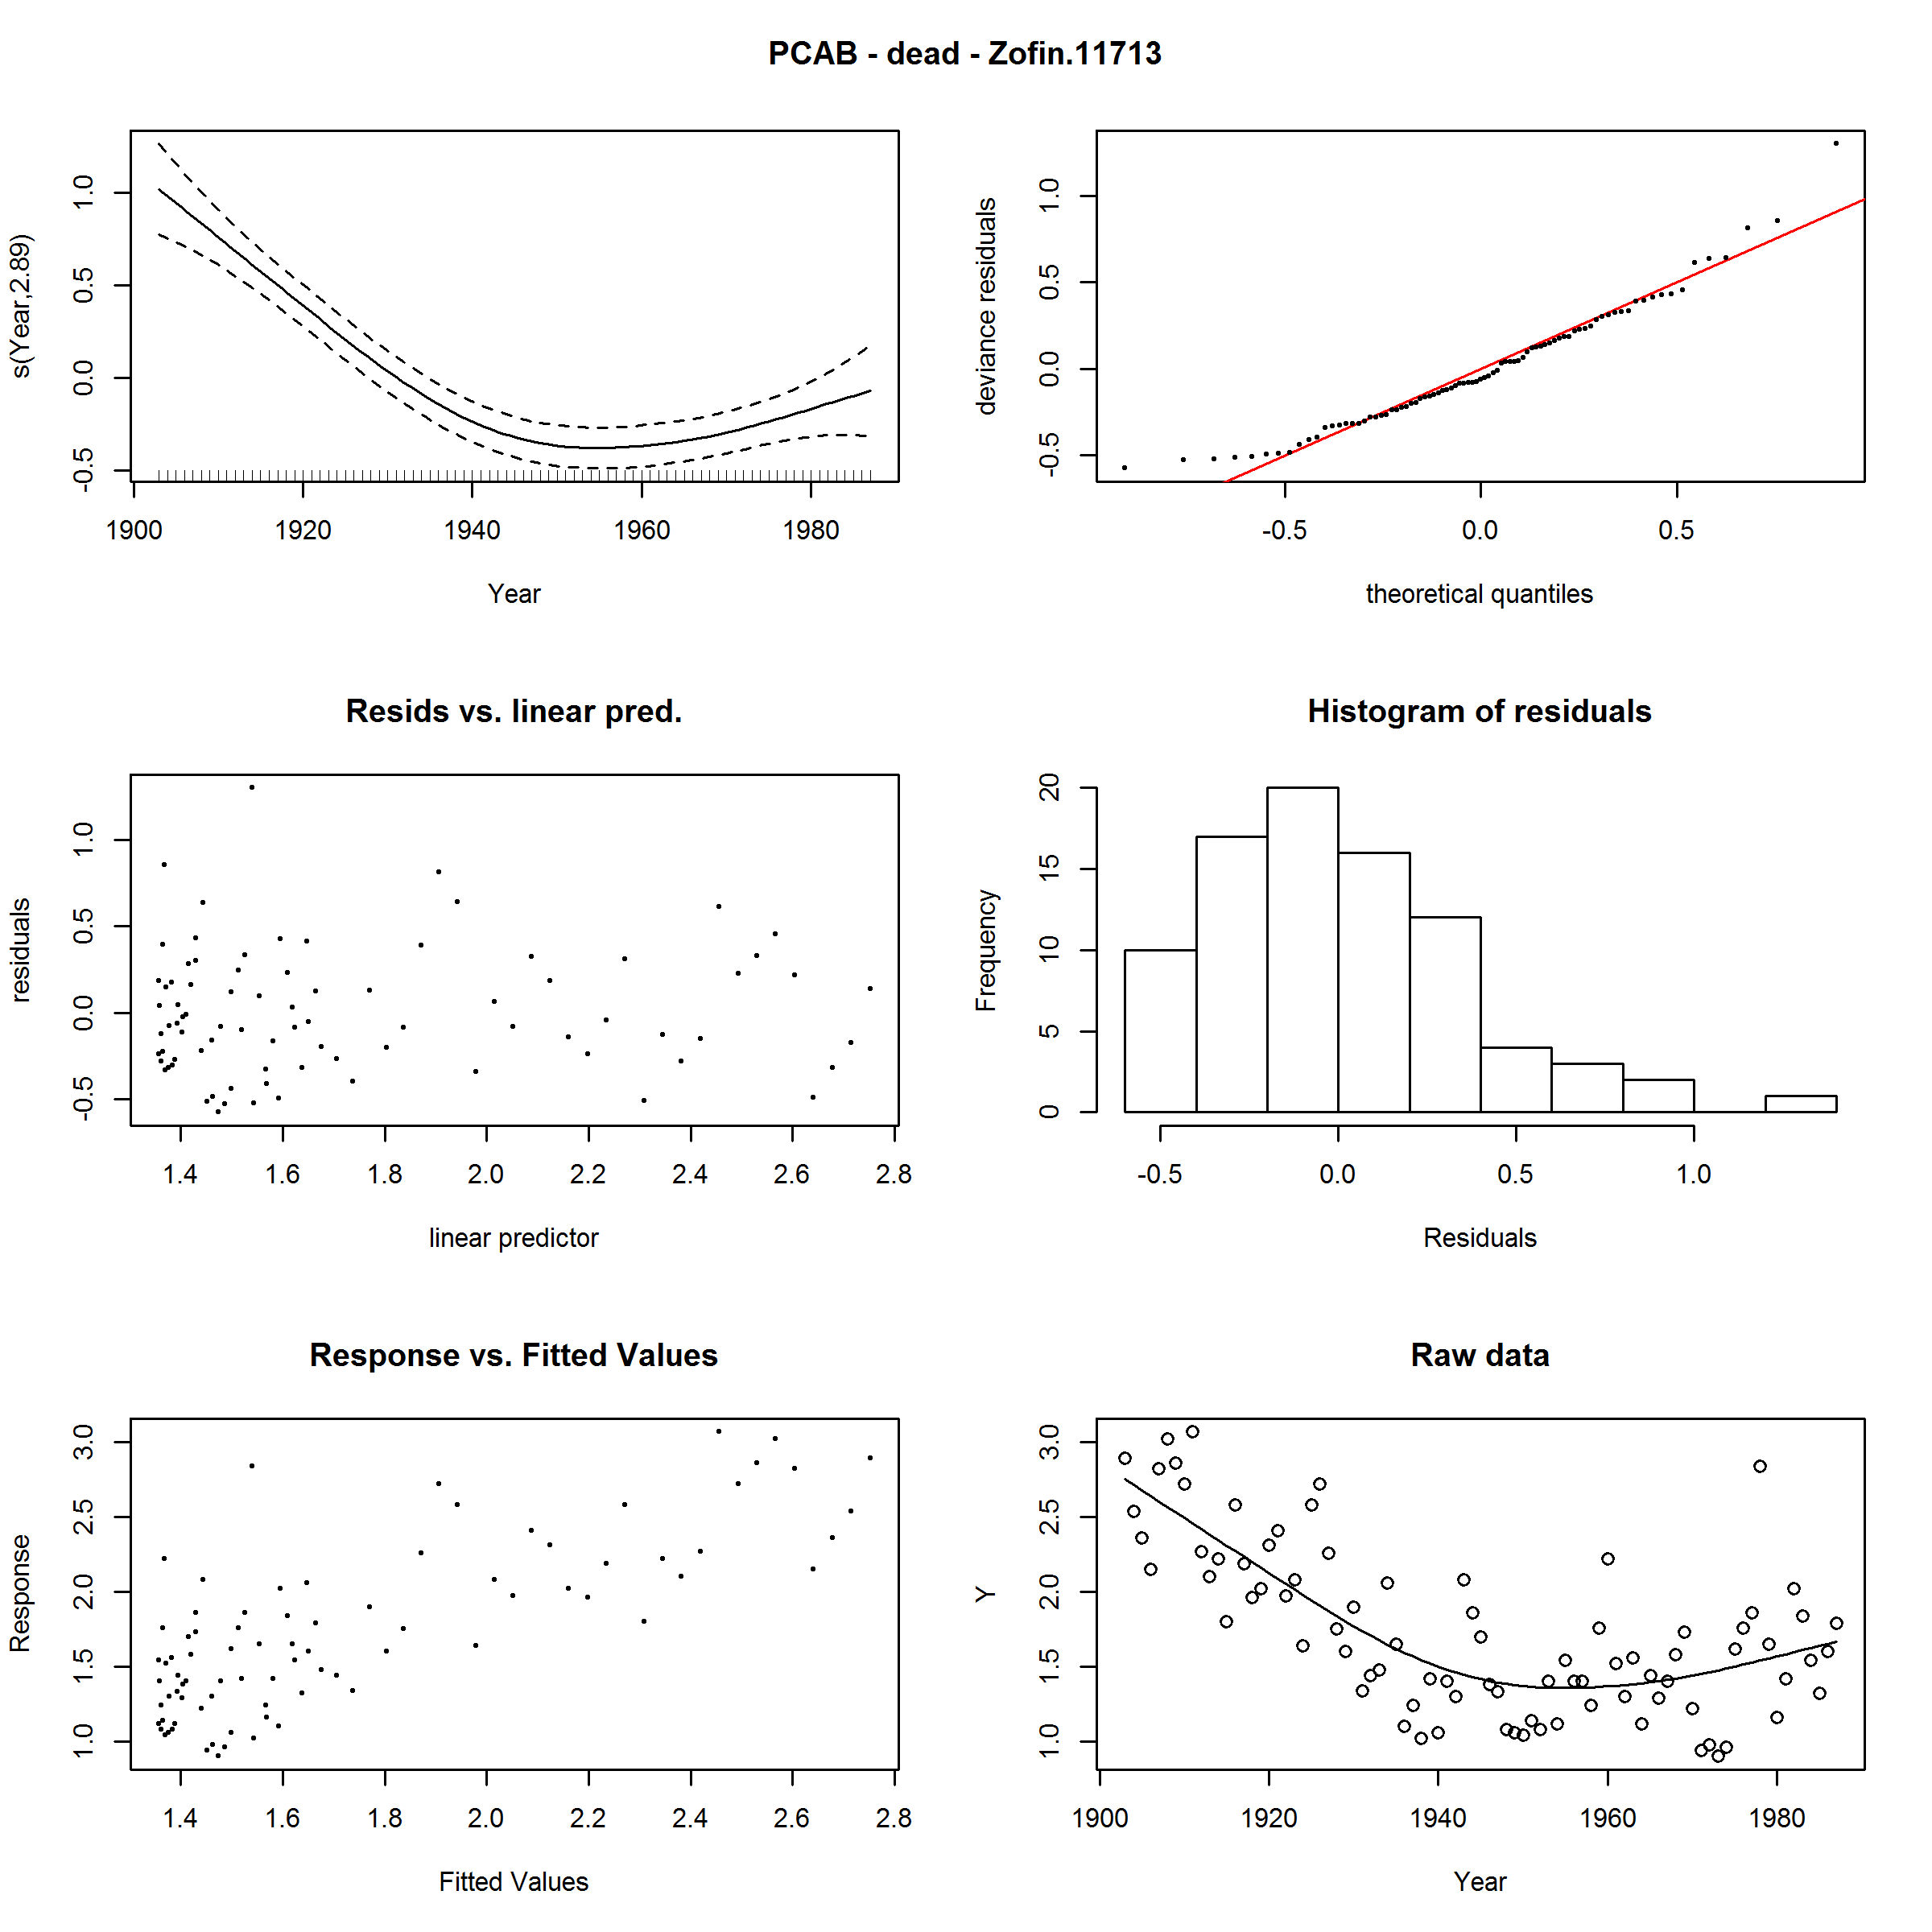 PCAB - dead - Zofin.11713
s(Year,2.89)
-0.5 0.0 0.5 1.0
1900 1920 1940 1960 1980
Year
deviance residuals
-0.5 0.0 0.5 1.0
-0.5 0.0 0.5
theoretical quantiles
Resids vs. linear pred.
residuals
-0.5 0.0 0.5 1.0
1.4 1.6 1.8 2.0 2.2 2.4 2.6 2.8
linear predictor
Histogram of residuals
Frequency
0 5 10 15 20
-0.5 0.0 0.5 1.0
Residuals
Response vs. Fitted Values
Response
1.0 1.5 2.0 2.5 3.0
1.4 1.6 1.8 2.0 2.2 2.4 2.6 2.8
Fitted Values
Raw data
Y
1.0 1.5 2.0 2.5 3.0
1900 1920 1940 1960 1980
Year